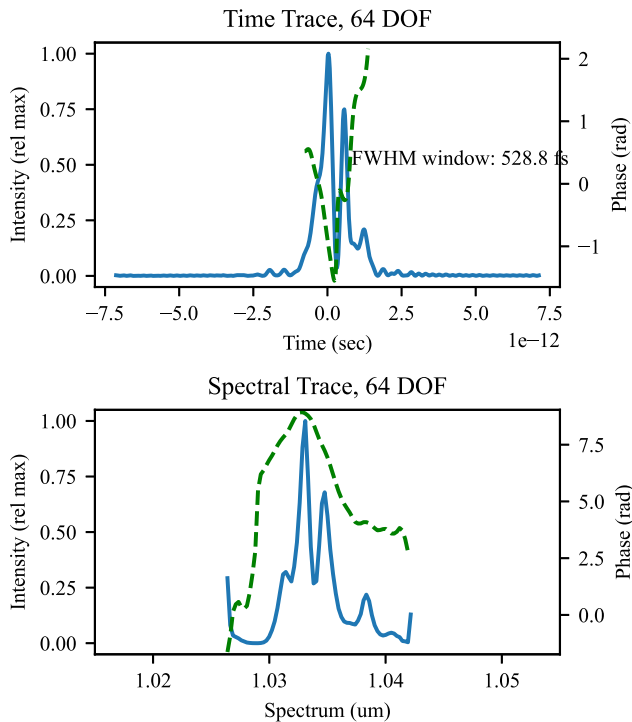 Time Trace, 64 DOF
Intensity (rel max)
1.00
0.75
0.50
0.25
0.00
FWHM window: 528.8 fs
2
1
0
−1
Phase (rad)
−7.5 −5.0 −2.5 0.0 2.5 5.0 7.5
Time (sec)
1e−12
Spectral Trace, 64 DOF
Intensity (rel max)
1.00
0.75
0.50
0.25
0.00
7.5
5.0
2.5
0.0
Phase (rad)
1.02 1.03 1.04 1.05
Spectrum (um)